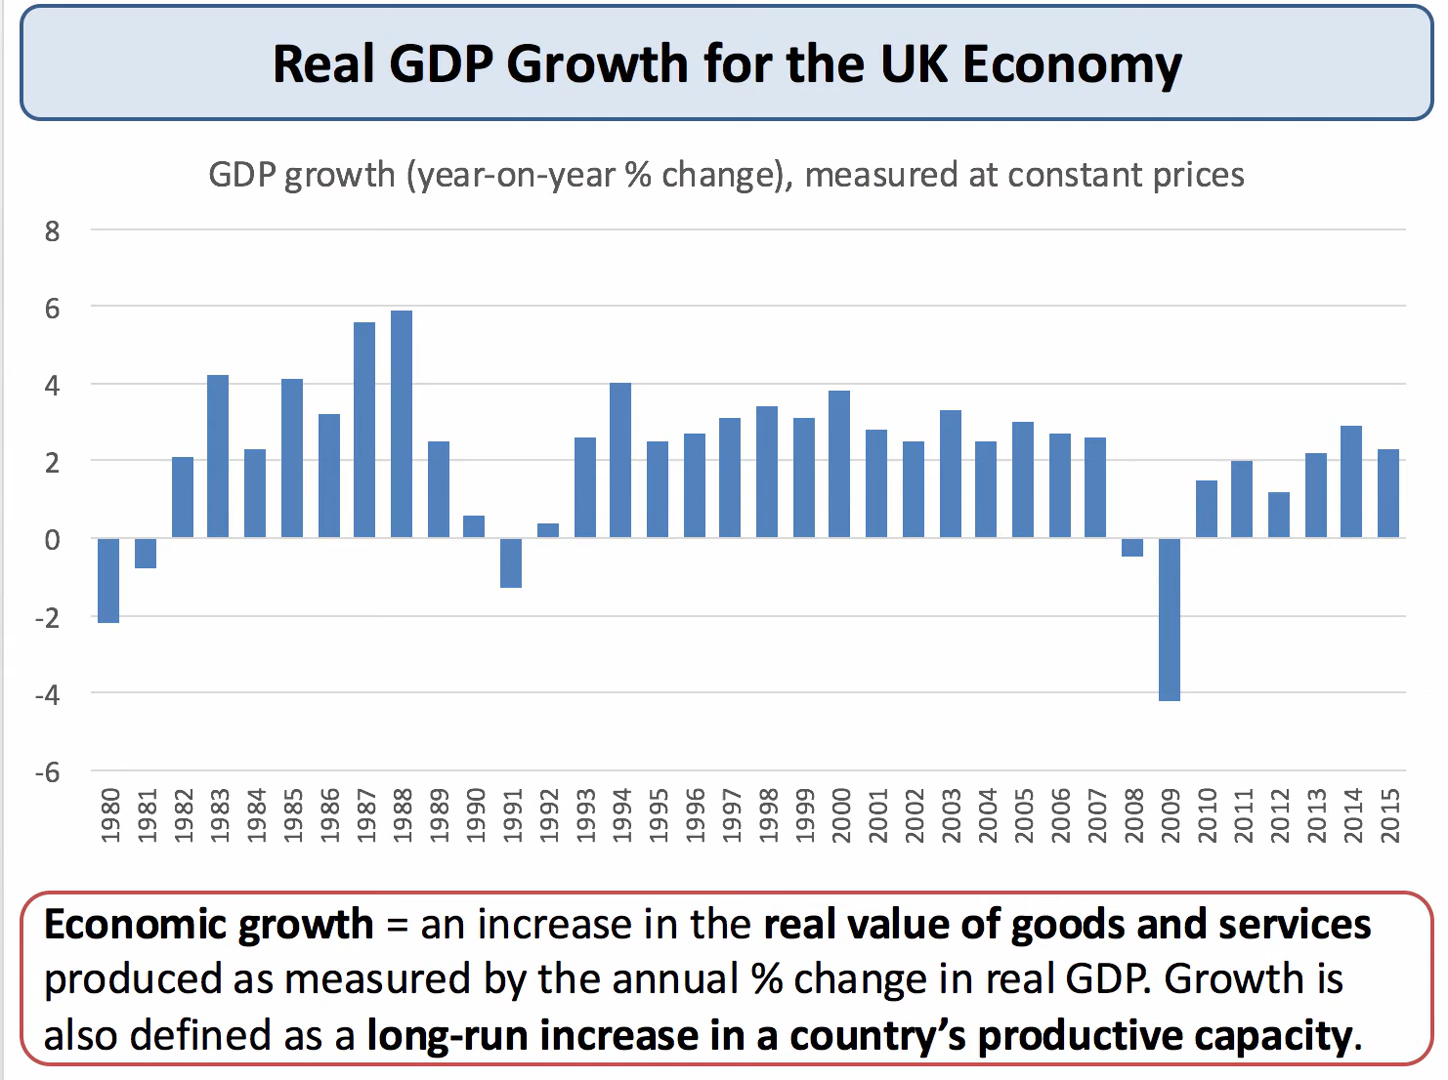 Real GDP Growth for the UK Economy
GDP growth (year-on-year % change), measured at constant prices
8
6
4
2
0
-2
-4
-6
1980 1981 1982 1983 1984 1985 1986 1987 1988 1989 1990 1991 1992 1993 1994 1995 1996 1997 1998 1999 2000 2001 2002 2003 2004 2005 2006 2007 2008 2009 2010 2011 2012 2013 2014 2015
Economic growth = an increase in the real value of goods and services
produced as measured by the annual % change in real GDP. Growth is
also defined as a long-run increase in a country’s productive capacity.